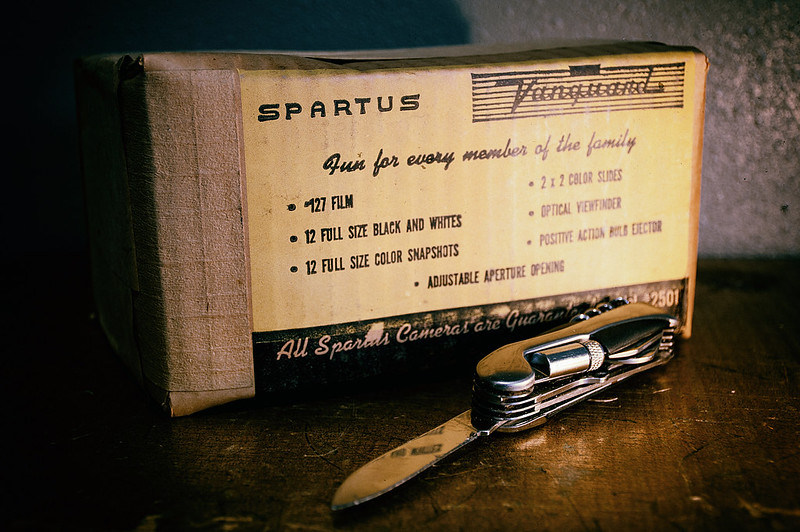 SPARTUS
Vanguard
Fun for every member of the family
• 127 FILM
• 12 FULL SIZE BLACK AND WHITES
• 12 FULL SIZE COLOR SNAPSHOTS
• 2 x 2 COLOR SLIDES
• OPTICAL VIEWFINDER
• POSITIVE ACTION BULB EJECTOR
• ADJUSTABLE APERTURE OPENING
All Spartus Cameras are
2501